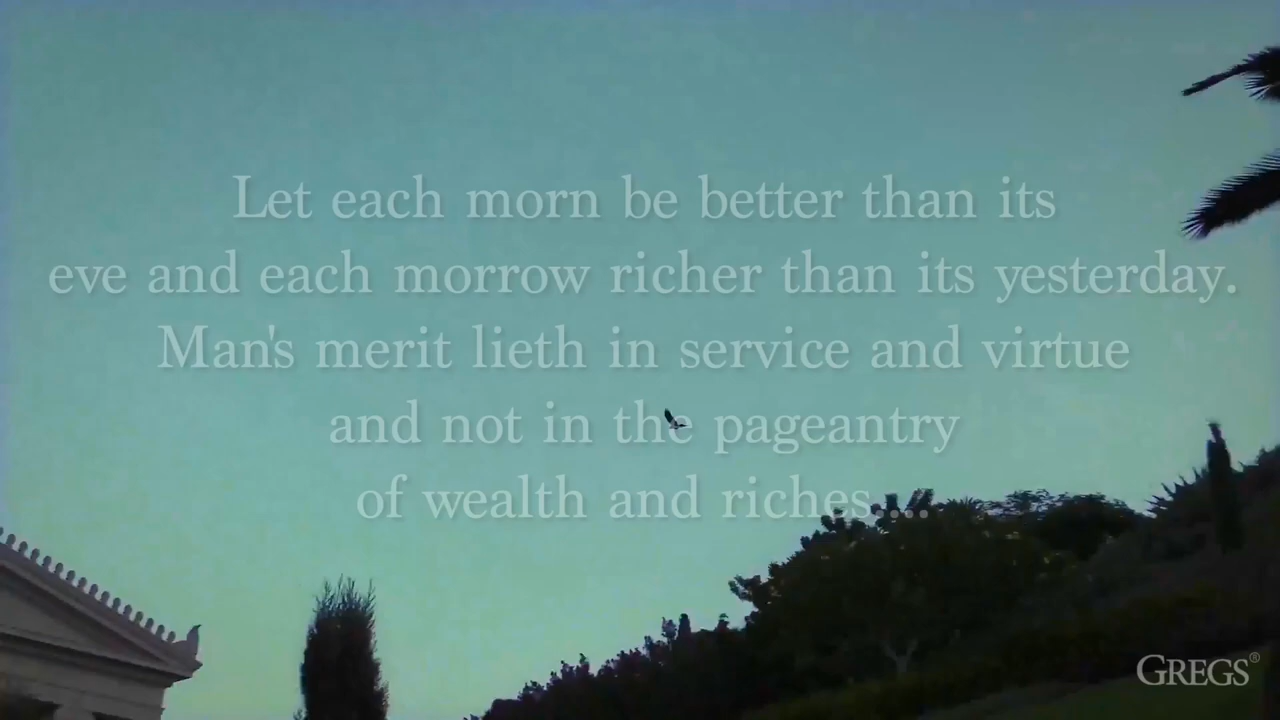 Let each morn be better than its
eve and each morrow richer than its yesterday.
Man's merit lieth in service and virtue
and not in the pageantry
of wealth and riches....
GREGS®